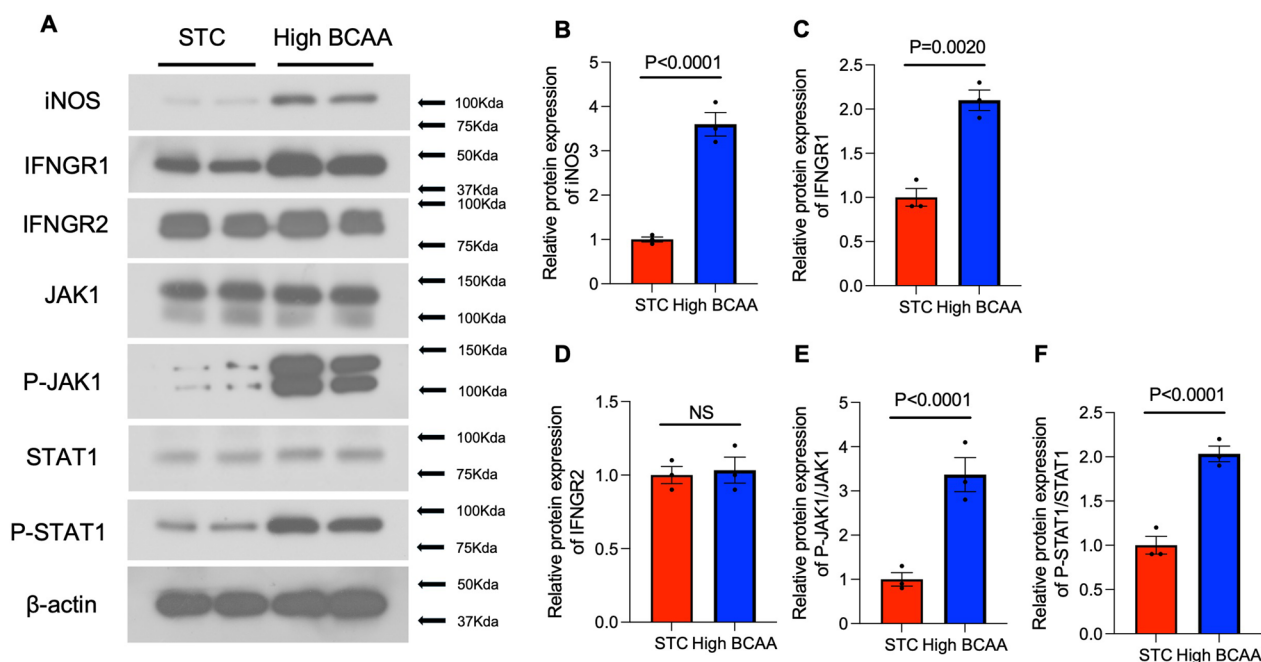 A
STC High BCAA
iNOS
100Kda
75Kda
IFNGR1
50Kda
37Kda
IFNGR2
100Kda
75Kda
JAK1
150Kda
100Kda
P-JAK1
150Kda
100Kda
STAT1
100Kda
75Kda
P-STAT1
100Kda
75Kda
β-actin
50Kda
37Kda
B
P<0.0001
Relative protein expression
of iNOS
5
4
3
2
1
0
STC High BCAA
C
P=0.0020
Relative protein expression
of IFNGR1
2.5
2.0
1.5
1.0
0.5
0.0
STC High BCAA
D
NS
Relative protein expression
of IFNGR2
1.5
1.0
0.5
0.0
STC High BCAA
E
P<0.0001
Relative protein expression
of P-JAK1/JAK1
5
4
3
2
1
0
STC High BCAA
F
P<0.0001
Relative protein expression
of P-STAT1/STAT1
2.5
2.0
1.5
1.0
0.5
0.0
STC High BCAA